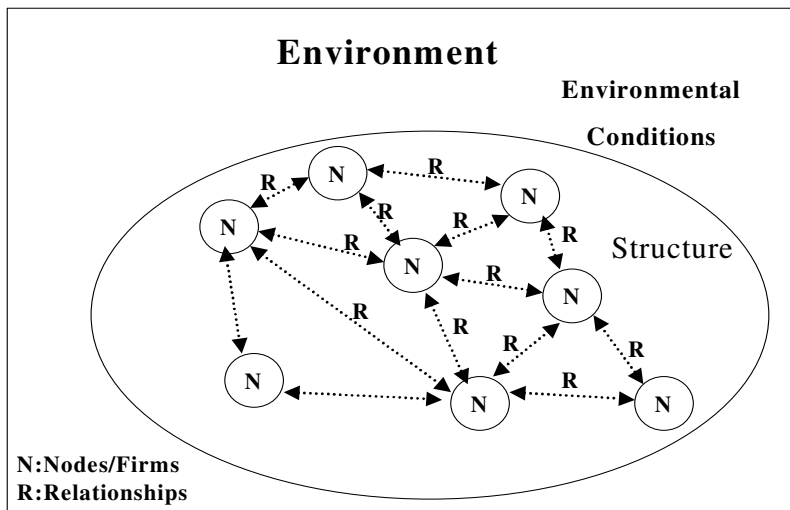 Environment
Environmental
Conditions
N
R
R
N
N
R
R
N
R
R
Structure
N
R
N
R
R
R
R
N
R
N
N
N:Nodes/Firms
R:Relationships